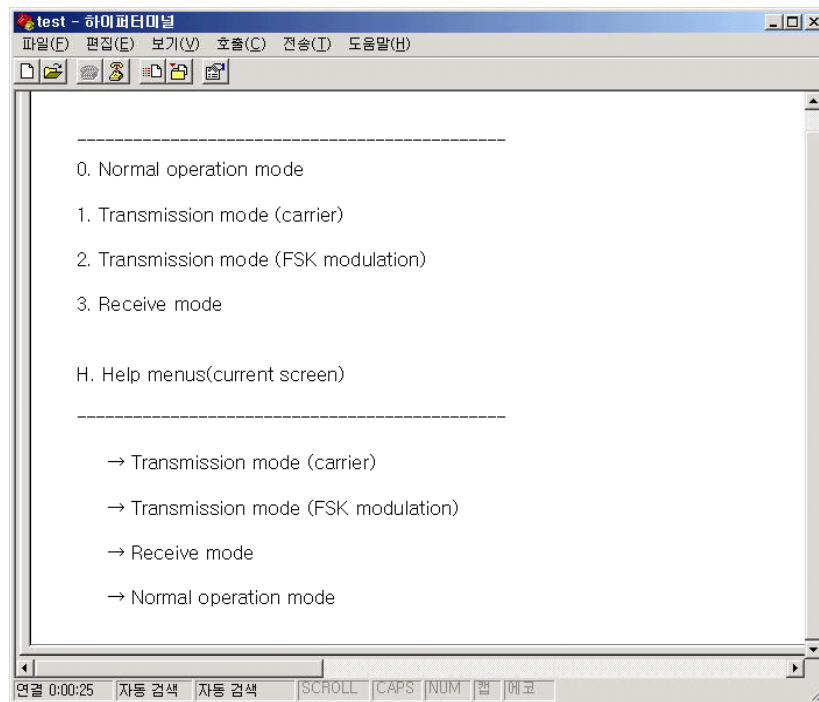 test - 하이퍼터미널
파일(F) 편집(E) 보기(V) 호출(C) 전송(T) 도움말(H)
----------------------------------------------
0. Normal operation mode
1. Transmission mode (carrier)
2. Transmission mode (FSK modulation)
3. Receive mode
H. Help menus(current screen)
----------------------------------------------
→ Transmission mode (carrier)
→ Transmission mode (FSK modulation)
→ Receive mode
→ Normal operation mode
연결 0:00:25 자동 검색 자동 검색 SCROLL CAPS NUM 캡 에코